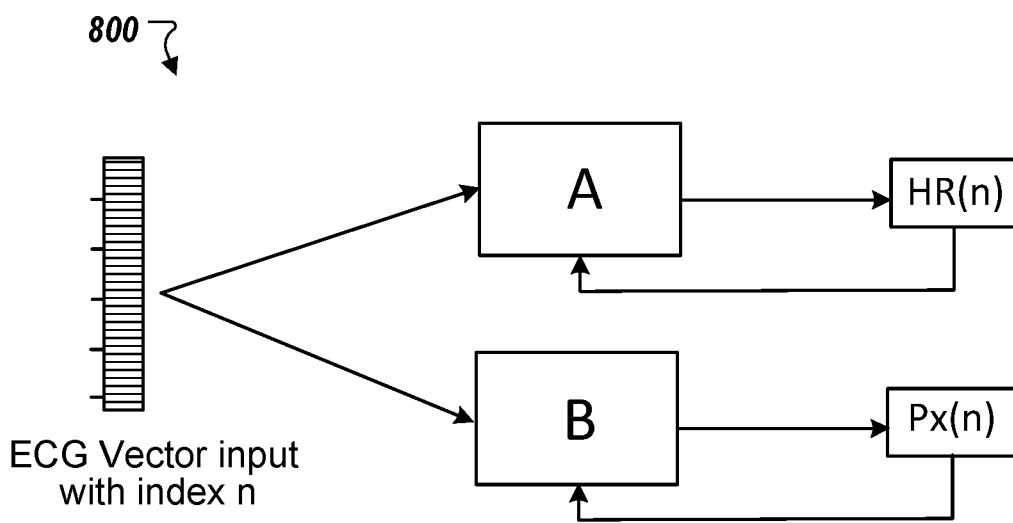 800
A
HR(n)
B
Px(n)
ECG Vector input
with index n